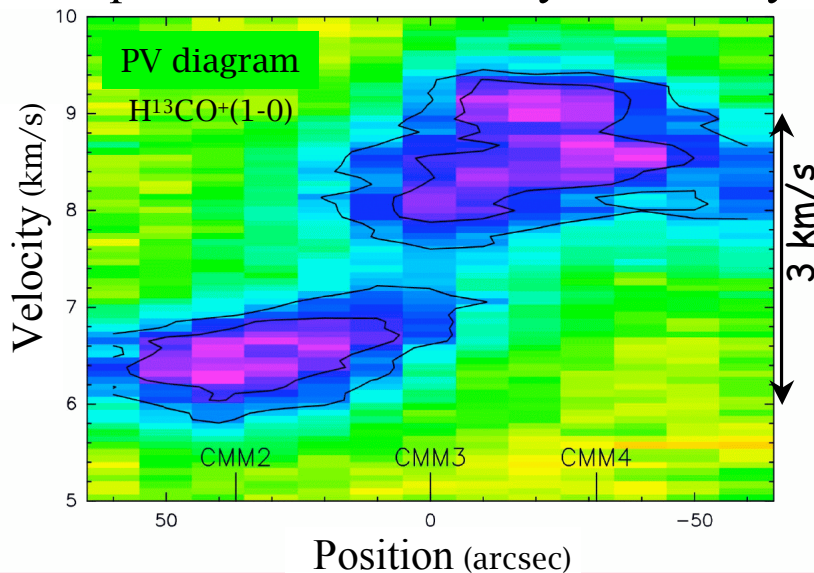 PV diagram
H¹³CO⁺(1-0)
Velocity (km/s)
10
9
8
7
6
5
3 km/s
CMM2
CMM3
CMM4
50
0
−50
Position (arcsec)